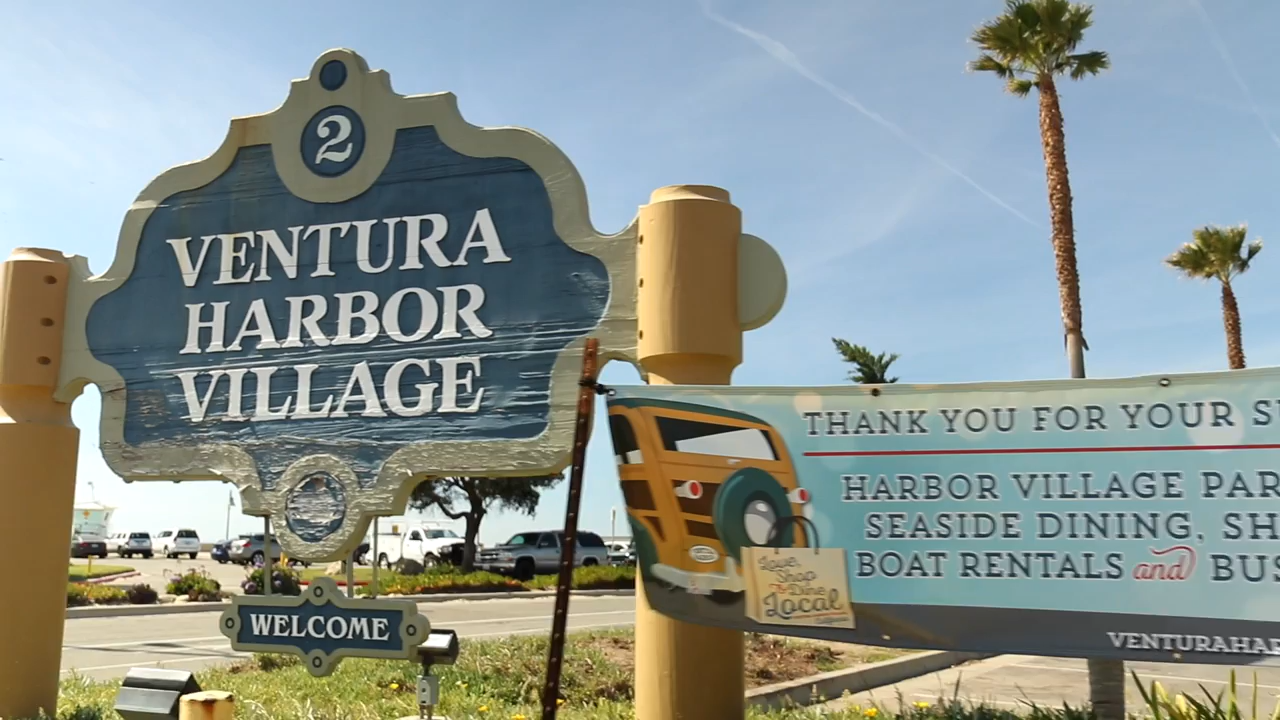 2
VENTURA
HARBOR
VILLAGE
WELCOME
THANK YOU FOR YOUR
HARBOR VILLAGE
SEASIDE DINING,
BOAT RENTALS and
Love,
Shop
& Dine
Local